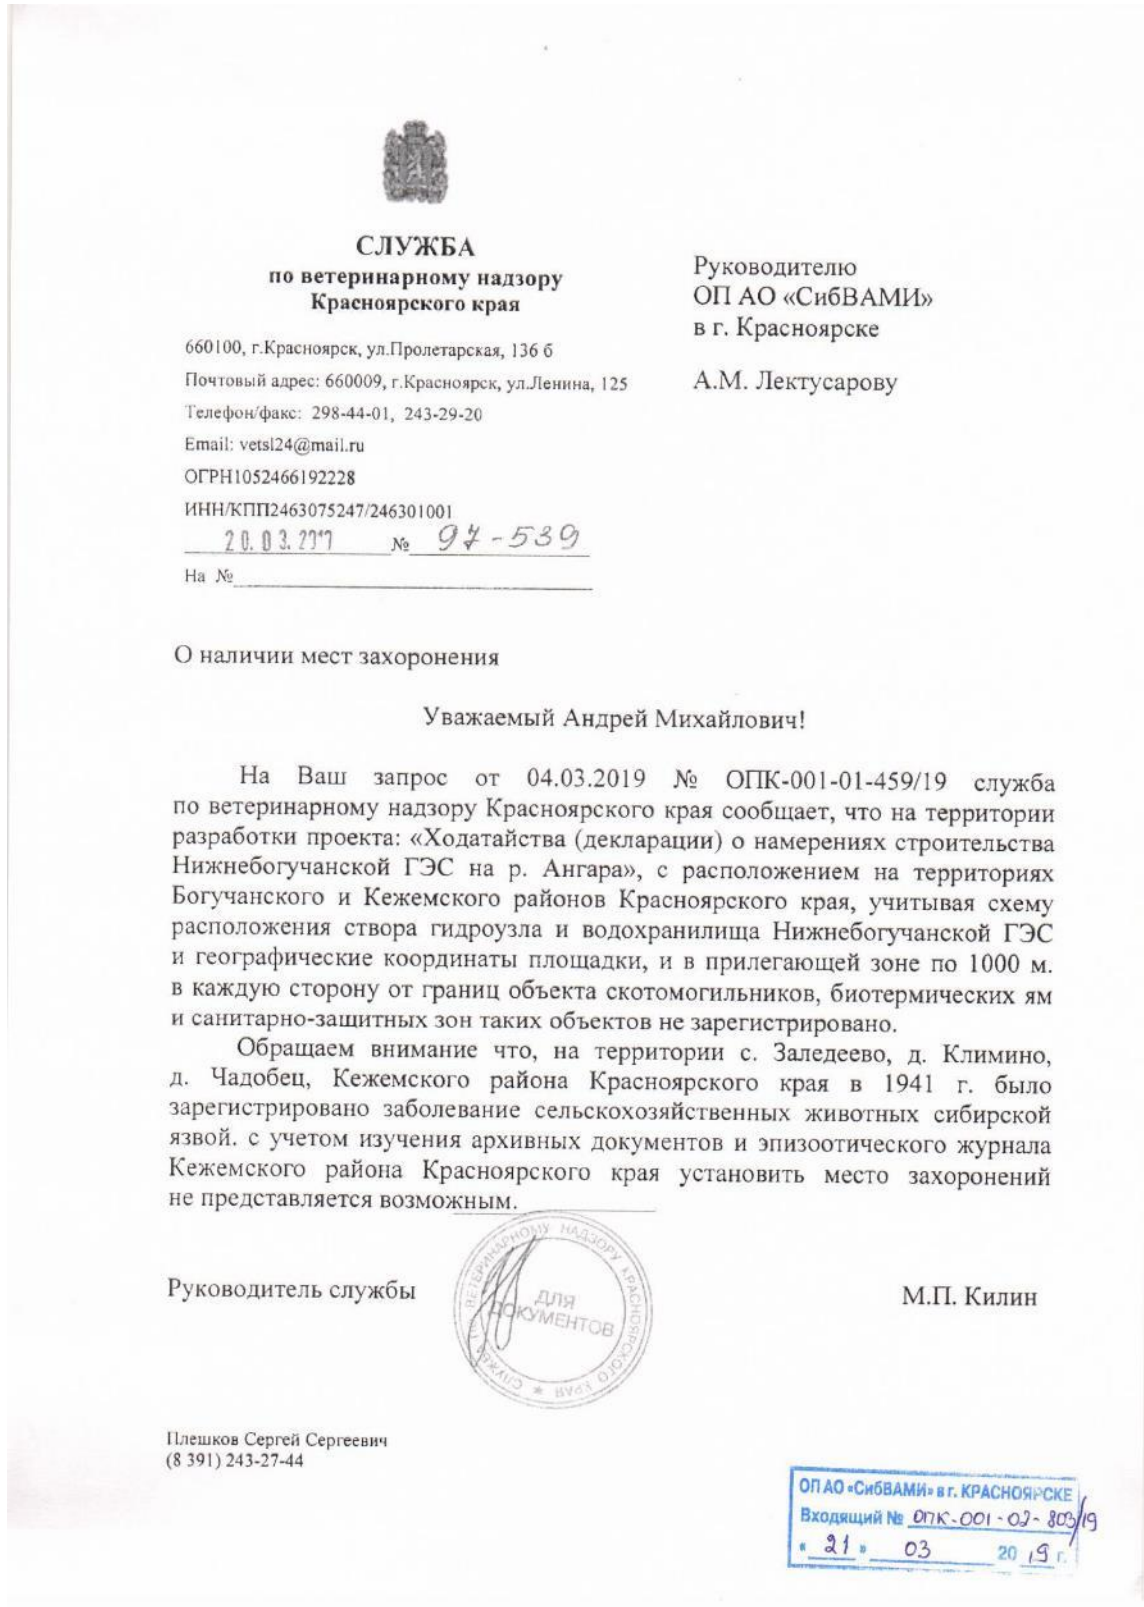 СЛУЖБА
по ветеринарному надзору
Красноярского края
660100, г.Красноярск, ул.Пролетарская, 136 б
Почтовый адрес: 660009, г.Красноярск, ул.Ленина, 125
Телефон/факс: 298-44-01, 243-29-20
Email: vetsl24@mail.ru
ОГРН1052466192228
ИНН/КПП2463075247/246301001
20.03. № 97-539
На №
Руководителю
ОП АО «СибВАМИ»
в г. Красноярске
А.М. Лектусарову
О наличии мест захоронения
Уважаемый Андрей Михайлович!
На Ваш запрос от 04.03.2019 № ОПК-001-01-459/19 служба
по ветеринарному надзору Красноярского края сообщает, что на территории
разработки проекта: «Ходатайства (декларации) о намерениях строительства
Нижнебогучанской ГЭС на р. Ангара», с расположением на территориях
Богучанского и Кежемского районов Красноярского края, учитывая схему
расположения створа гидроузла и водохранилища Нижнебогучанской ГЭС
и географические координаты площадки, и в прилегающей зоне по 1000 м.
в каждую сторону от границ объекта скотомогильников, биотермических ям
и санитарно-защитных зон таких объектов не зарегистрировано.
Обращаем внимание что, на территории с. Заледеево, д. Климино,
д. Чадобец, Кежемского района Красноярского края в 1941 г. было
зарегистрировано заболевание сельскохозяйственных животных сибирской
язвой. с учетом изучения архивных документов и эпизоотического журнала
Кежемского района Красноярского края установить место захоронений
не представляется возможным.
Руководитель службы
М.П. Килин
СЛУЖБА ПО ВЕТЕРИНАРНОМУ НАДЗОРУ КРАСНОЯРСКОГО КРАЯ
ДЛЯ
ДОКУМЕНТОВ
Плешков Сергей Сергеевич
(8 391) 243-27-44
ОП АО «СибВАМИ» в г. КРАСНОЯРСКЕ
Входящий № ОПК-001-02-803/19
« 21 » 03 2019 г.